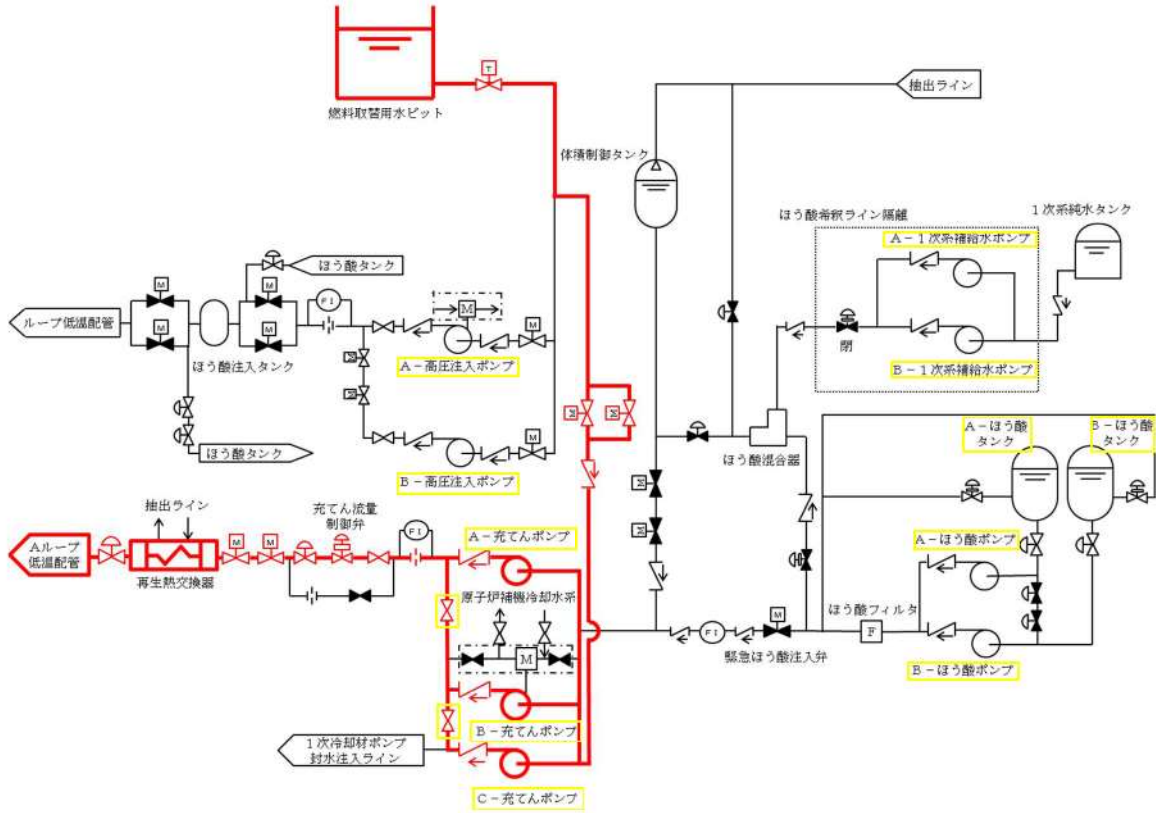 T
燃料取替用水ピット
抽出ライン
体積制御タンク
ほう酸希釈ライン隔離
1次系純水タンク
A-1次系補給水ポンプ
閉
B-1次系補給水ポンプ
ほう酸タンク
M
M
FI
M
ループ低温配管
M
M
M
ほう酸注入タンク
A-高圧注入ポンプ
M
M
M
ほう酸タンク
B-高圧注入ポンプ
M
M
ほう酸混合器
A-ほう酸
タンク
B-ほう酸
タンク
M
M
抽出ライン
充てん流量
制御弁
FI
A-充てんポンプ
Aループ
低温配管
M
M
再生熱交換器
原子炉補機冷却水系
M
B-充てんポンプ
1次冷却材ポンプ
封水注入ライン
C-充てんポンプ
A-ほう酸ポンプ
ほう酸フィルタ
M
FI
F
緊急ほう酸注入弁
B-ほう酸ポンプ